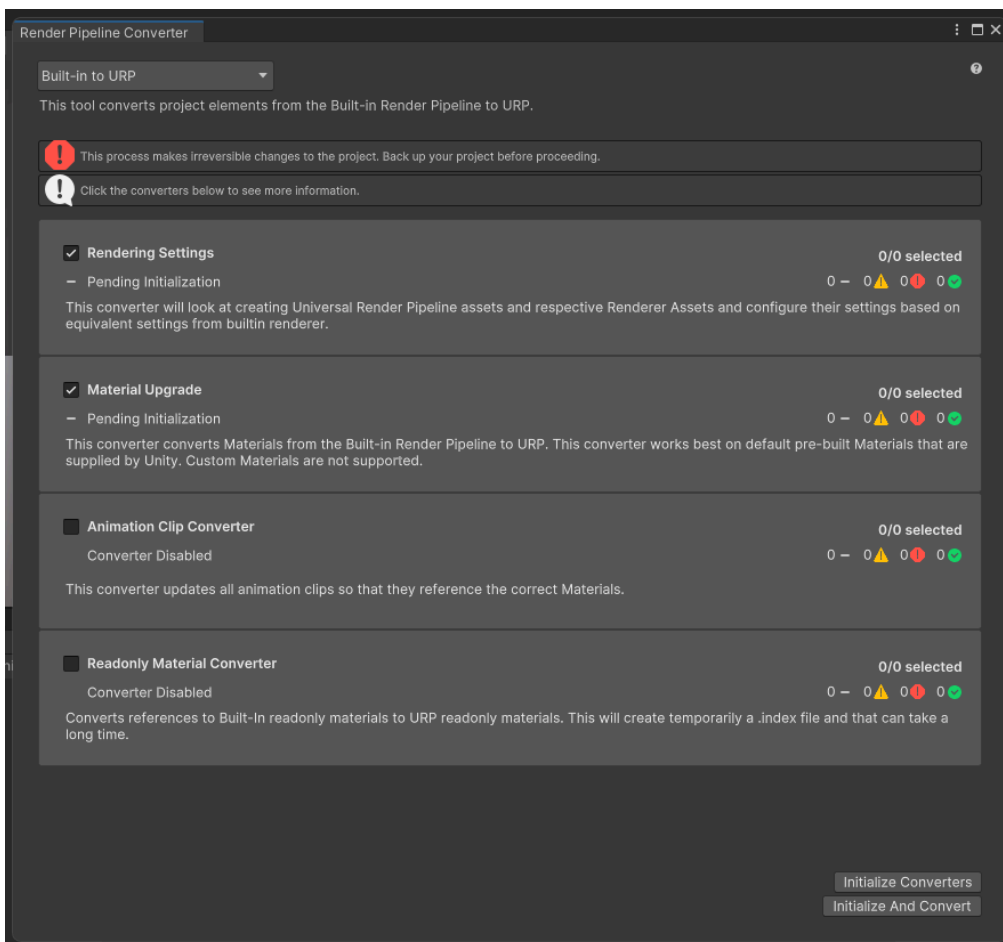 Render Pipeline Converter
Built-in to URP
This tool converts project elements from the Built-in Render Pipeline to URP.
This process makes irreversible changes to the project. Back up your project before proceeding.
Click the converters below to see more information.
Rendering Settings
0/0 selected
Pending Initialization
0 – 0 0 0
This converter will look at creating Universal Render Pipeline assets and respective Renderer Assets and configure their settings based on
equivalent settings from builtin renderer.
Material Upgrade
0/0 selected
Pending Initialization
0 – 0 0 0
This converter converts Materials from the Built-in Render Pipeline to URP. This converter works best on default pre-built Materials that are
supplied by Unity. Custom Materials are not supported.
Animation Clip Converter
0/0 selected
Converter Disabled
0 – 0 0 0
This converter updates all animation clips so that they reference the correct Materials.
Readonly Material Converter
0/0 selected
Converter Disabled
0 – 0 0 0
Converts references to Built-In readonly materials to URP readonly materials. This will create temporarily a .index file and that can take a
long time.
Initialize Converters
Initialize And Convert